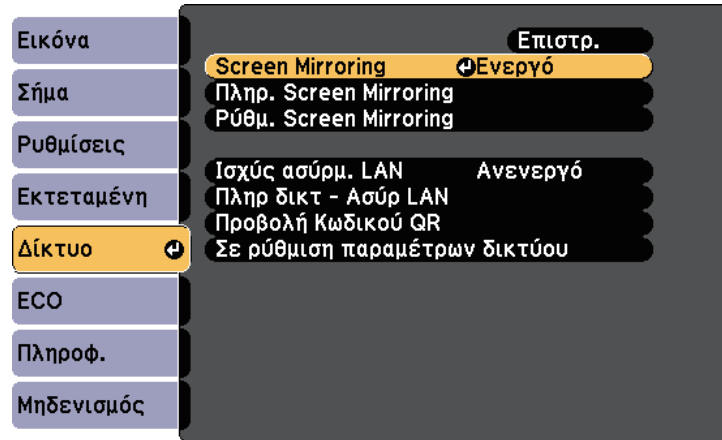 Εικόνα
Σήμα
Ρυθμίσεις
Εκτεταμένη
Δίκτυο
ECO
Πληροφ.
Μηδενισμός
Επιστρ.
Screen Mirroring Ενεργό
Πληρ. Screen Mirroring
Ρύθμ. Screen Mirroring
Ισχύς ασύρμ. LAN Ανενεργό
Πληρ δικτ - Ασύρ LAN
Προβολή Κωδικού QR
Σε ρύθμιση παραμέτρων δικτύου